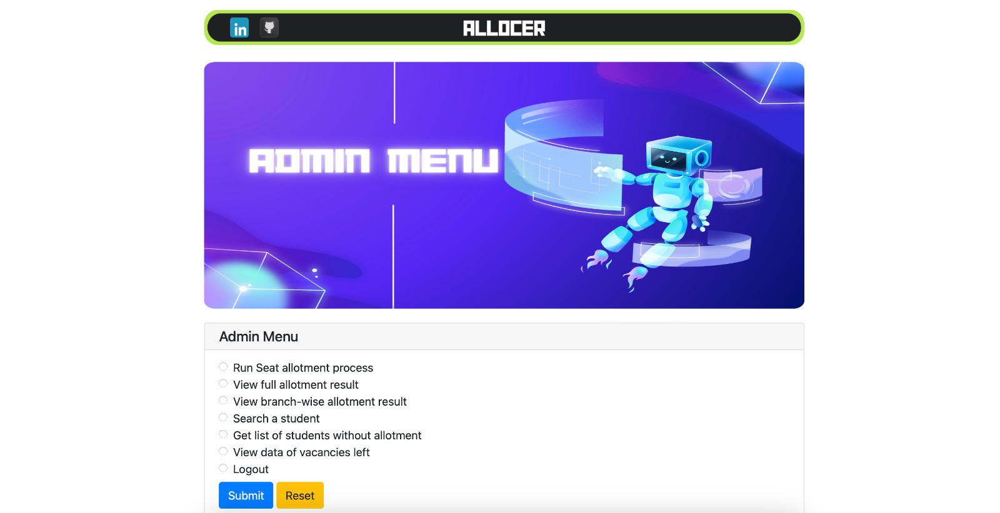 in
ALLOCER
ADMIN MENU
Admin Menu
Run Seat allotment process
View full allotment result
View branch-wise allotment result
Search a student
Get list of students without allotment
View data of vacancies left
Logout
Submit Reset